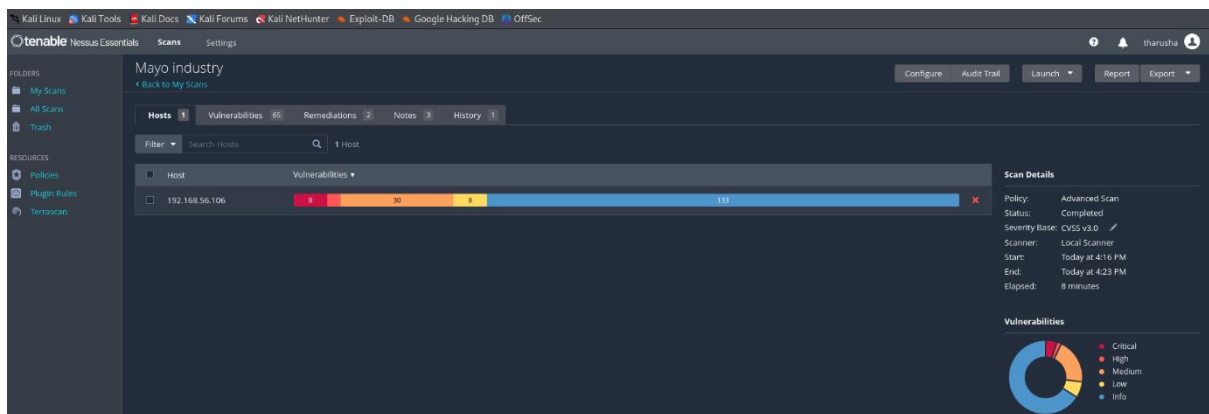 Kali Linux Kali Tools Kali Docs Kali Forums Kali NetHunter Exploit-DB Google Hacking DB OffSec
tenable Nessus Essentials Scans Settings tharusha
FOLDERS
My Scans
All Scans
Trash
RESOURCES
Policies
Plugin Rules
Terrascan
Mayo industry
Back to My Scans
Configure Audit Trail Launch Report Export
Hosts 1 Vulnerabilities 65 Remediations 2 Notes 3 History 1
Filter Search Hosts 1 Host
Host Vulnerabilities
192.168.56.106 8 30 8 133
Scan Details
Policy: Advanced Scan
Status: Completed
Severity Base: CVSS v3.0
Scanner: Local Scanner
Start: Today at 4:16 PM
End: Today at 4:23 PM
Elapsed: 8 minutes
Vulnerabilities
Critical
High
Medium
Low
Info